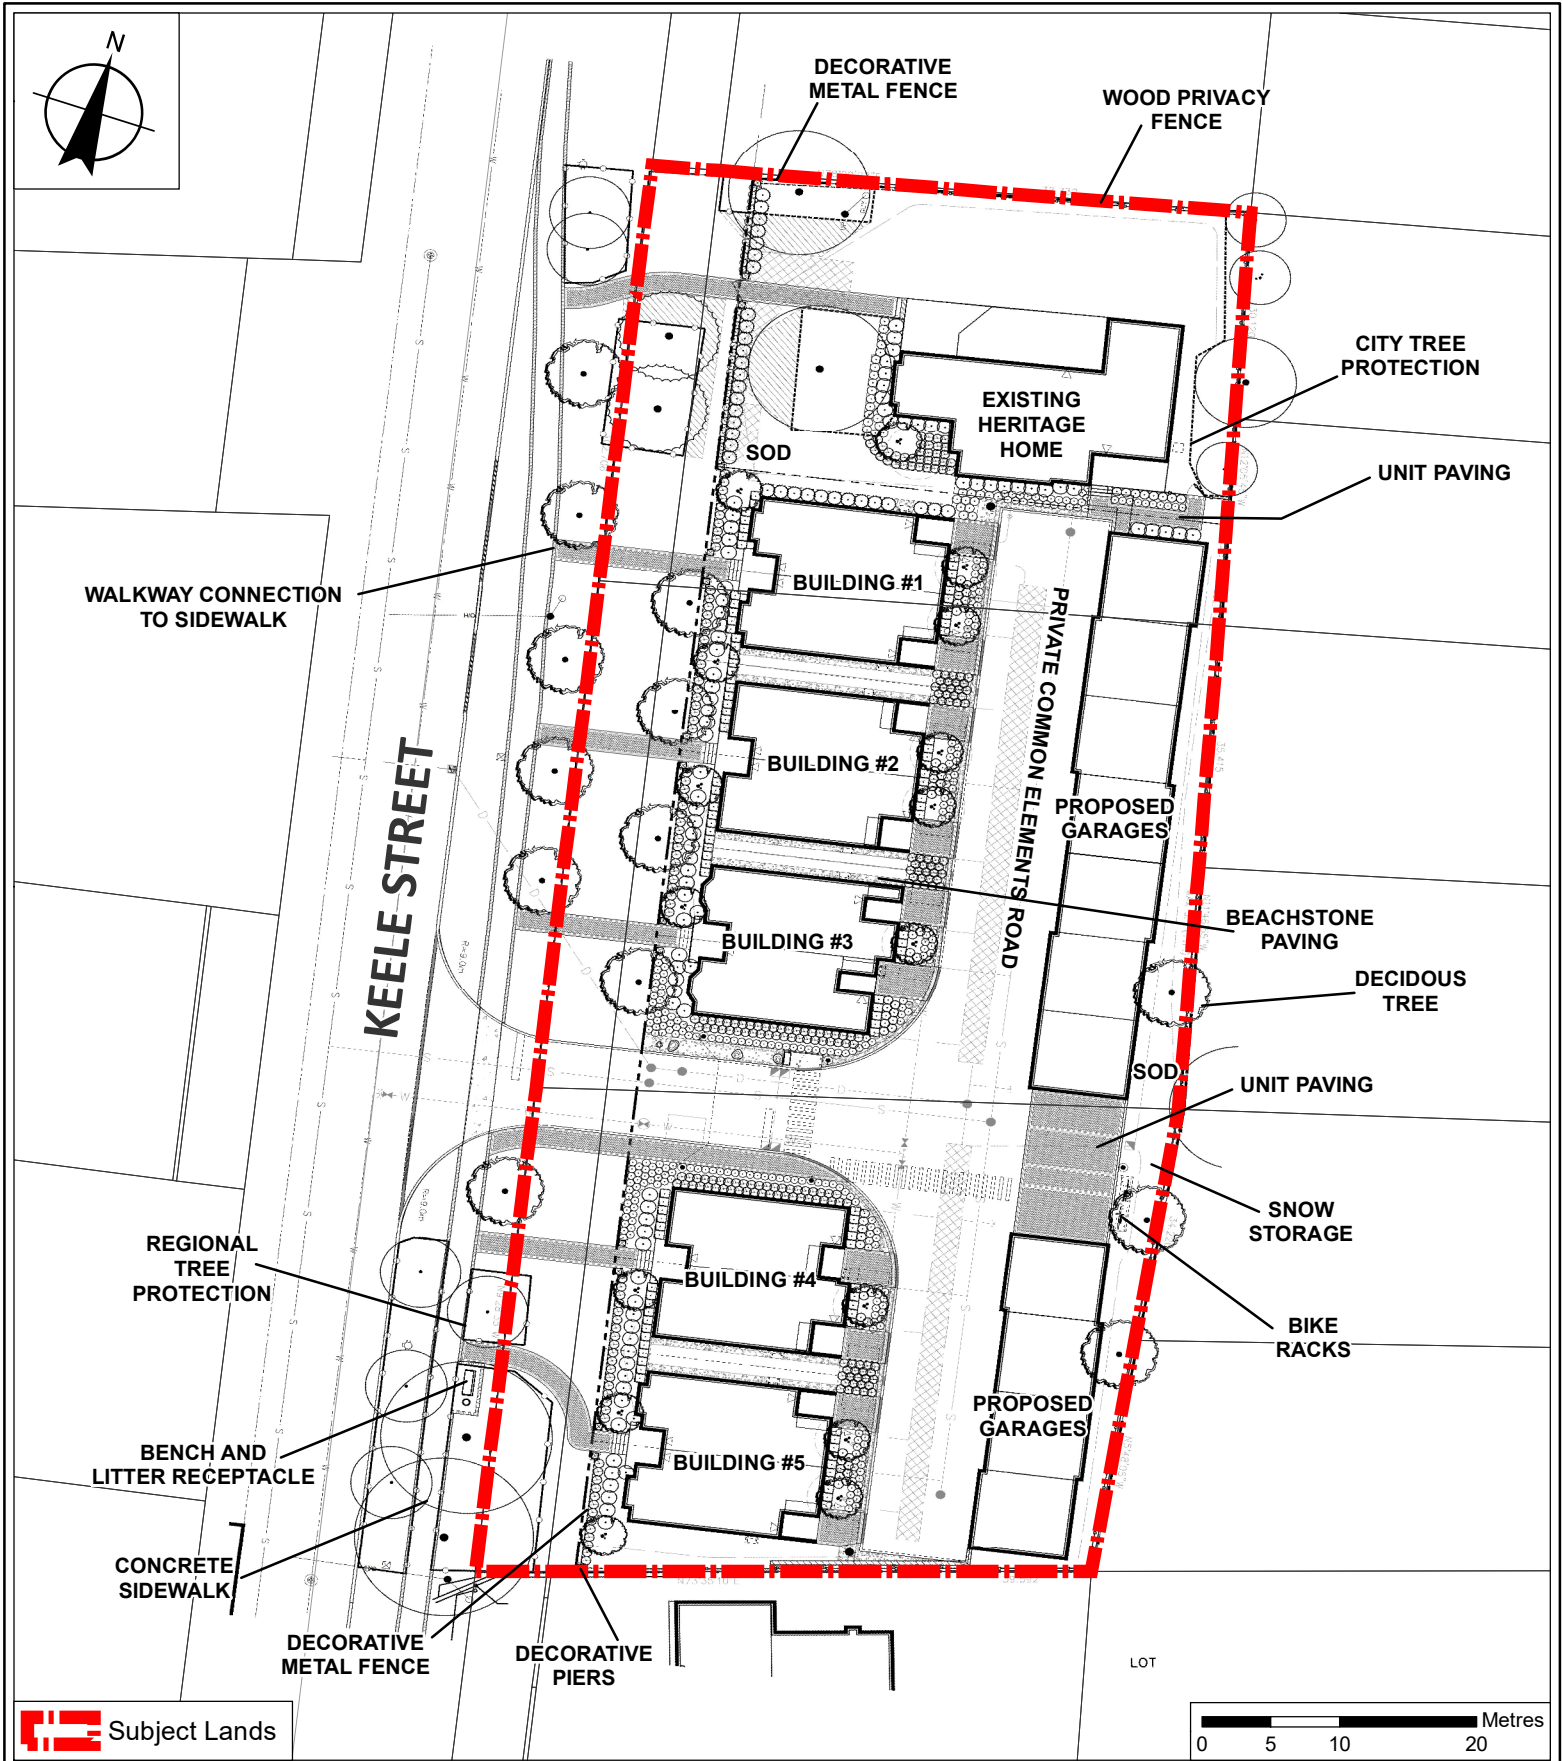 N
DECORATIVE
METAL FENCE
WOOD PRIVACY
FENCE
CITY TREE
PROTECTION
EXISTING
HERITAGE
HOME
SOD
UNIT PAVING
WALKWAY CONNECTION
TO SIDEWALK
BUILDING #1
PRIVATE COMMON ELEMENTS ROAD
KEELE STREET
BUILDING #2
PROPOSED
GARAGES
BUILDING #3
BEACHSTONE
PAVING
DECIDOUS
TREE
SOD
UNIT PAVING
SNOW
STORAGE
REGIONAL
TREE
PROTECTION
BUILDING #4
BIKE
RACKS
PROPOSED
GARAGES
BENCH AND
LITTER RECEPTACLE
BUILDING #5
CONCRETE
SIDEWALK
DECORATIVE
METAL FENCE
DECORATIVE
PIERS
LOT
Subject Lands
Metres
0 5 10 20